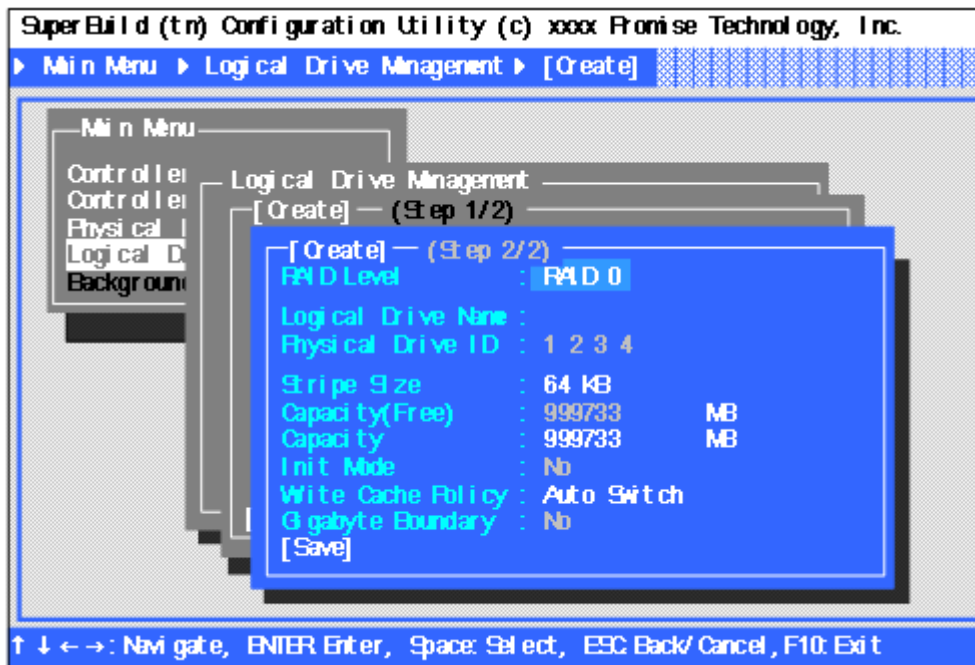 SuperBuild (tm) Configuration Utility (c) xxxx Promise Technology, Inc.
Main Menu ▶ Logical Drive Management ▶ [Create]
Main Menu
Controller
Controller
Physical
Logical D
Background
Logical Drive Management
[Create] (Step 1/2)
[Create] (Step 2/2)
RAID Level : RAID 0
Logical Drive Name :
Physical Drive ID : 1 2 3 4
Stripe Size : 64 KB
Capacity(Free) : 999733 MB
Capacity : 999733 MB
Init Mode : No
Write Cache Policy : Auto Switch
Gigabyte Boundary : No
[Save]
↑ ↓ ← →: Navigate, ENTER: Enter, Space: Select, ESC: Back/Cancel, F10: Exit